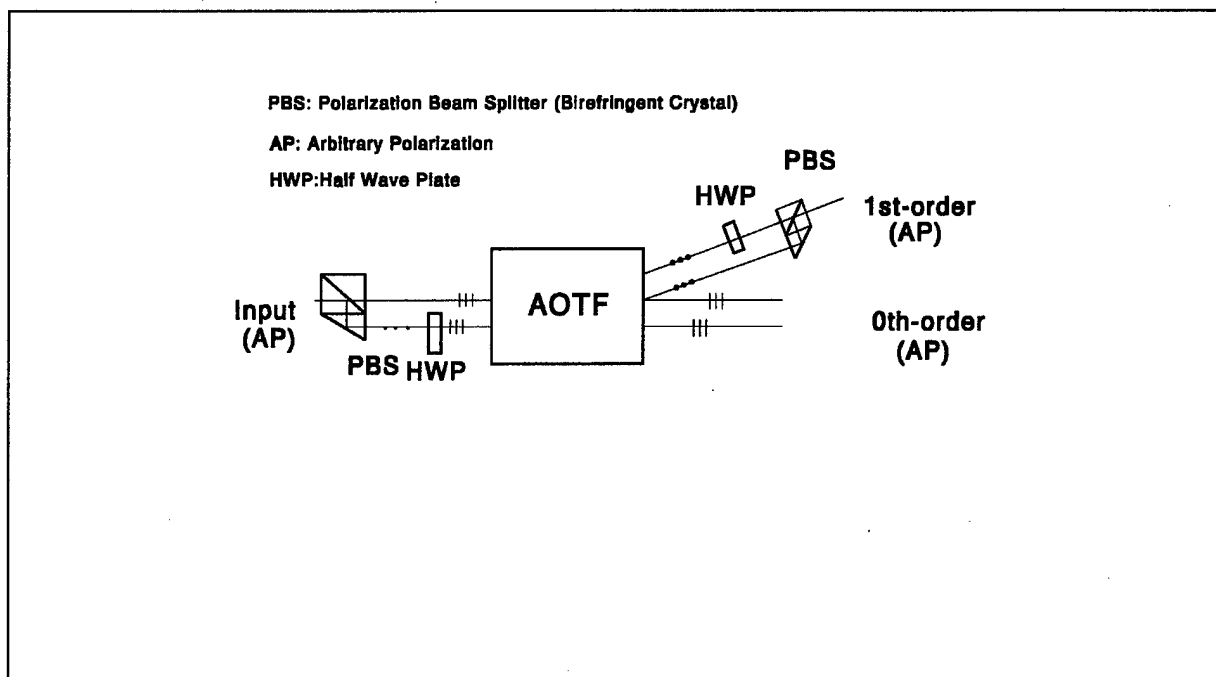 PBS: Polarization Beam Splitter (Birefringent Crystal)
AP: Arbitrary Polarization
HWP:Half Wave Plate
PBS
HWP
1st-order
(AP)
Input
(AP)
AOTF
0th-order
(AP)
PBS
HWP